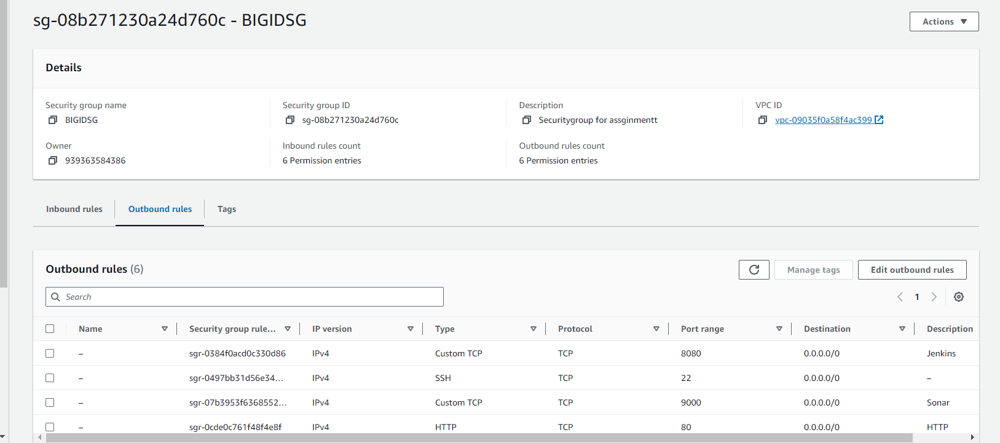 sg-08b271230a24d760c - BIGIDSG
Actions
Details
Security group name
BIGIDSG
Security group ID
sg-08b271230a24d760c
Description
Securitygroup for assginmentt
VPC ID
vpc-09035f0a58f4ac399
Owner
939363584386
Inbound rules count
6 Permission entries
Outbound rules count
6 Permission entries
Inbound rules Outbound rules Tags
Outbound rules (6)
Manage tags Edit outbound rules
Search
1
Name Security group rule... IP version Type Protocol Port range Destination Description
– sgr-0384f0acd0c330d86 IPv4 Custom TCP TCP 8080 0.0.0.0/0 Jenkins
– sgr-0497bb31d56e34... IPv4 SSH TCP 22 0.0.0.0/0 –
– sgr-07b3953f6368552... IPv4 Custom TCP TCP 9000 0.0.0.0/0 Sonar
– sgr-0cde0c761f48f4e8f IPv4 HTTP TCP 80 0.0.0.0/0 HTTP